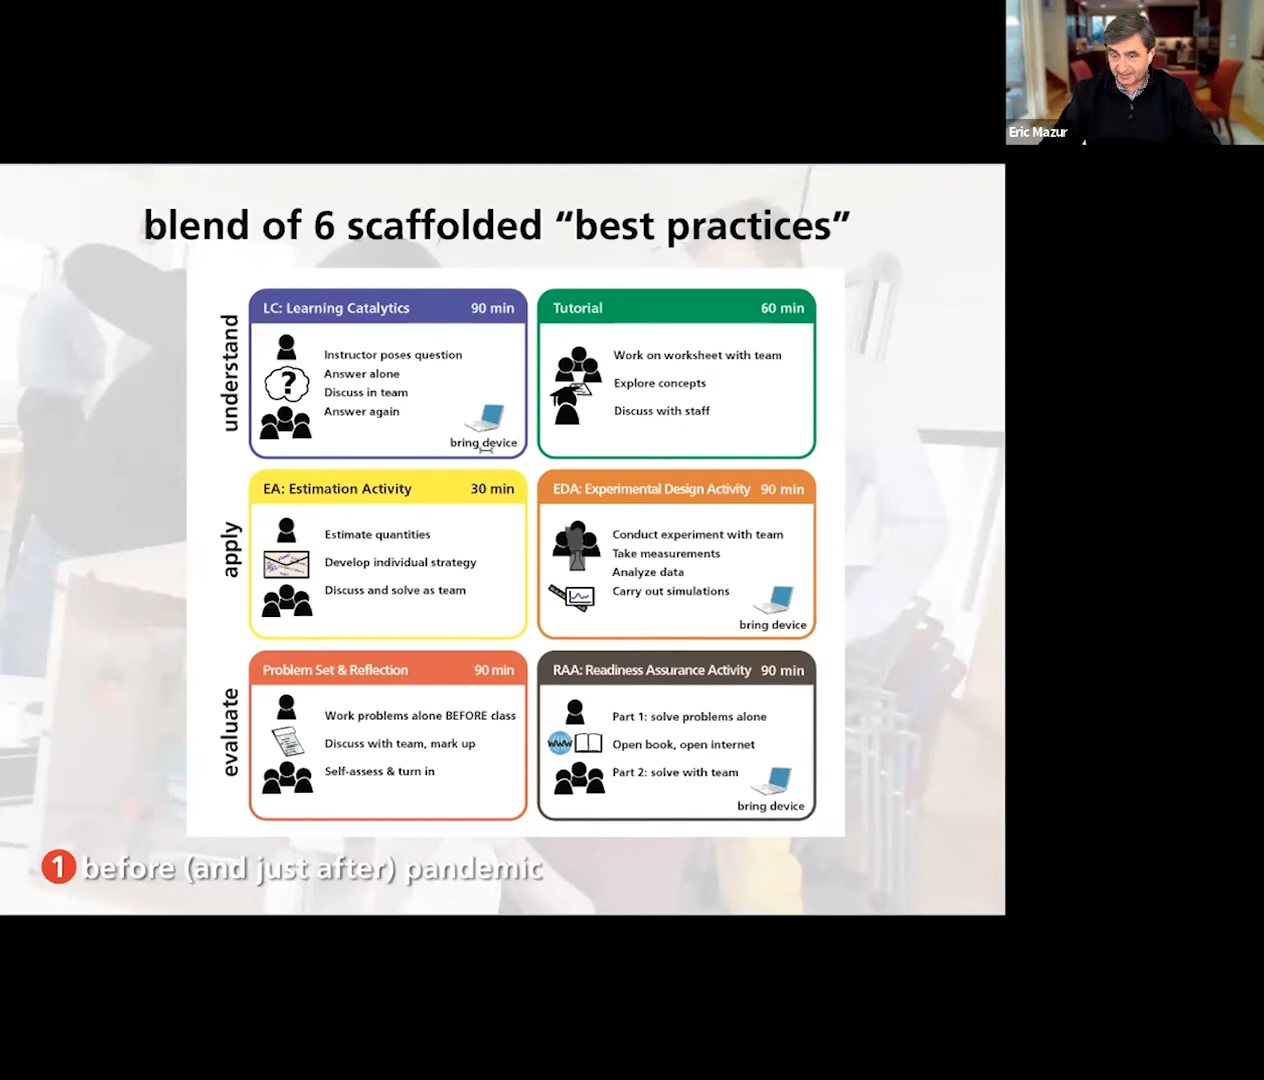 Eric Mazur
blend of 6 scaffolded “best practices”
understand
LC: Learning Catalytics 90 min
Instructor poses question
Answer alone
Discuss in team
Answer again
bring device
Tutorial 60 min
Work on worksheet with team
Explore concepts
Discuss with staff
apply
EA: Estimation Activity 30 min
Estimate quantities
Develop individual strategy
Discuss and solve as team
EDA: Experimental Design Activity 90 min
Conduct experiment with team
Take measurements
Analyze data
Carry out simulations
bring device
evaluate
Problem Set & Reflection 90 min
Work problems alone BEFORE class
Discuss with team, mark up
Self-assess & turn in
RAA: Readiness Assurance Activity 90 min
Part 1: solve problems alone
www
Open book, open internet
Part 2: solve with team
bring device
1 before (and just after) pandemic